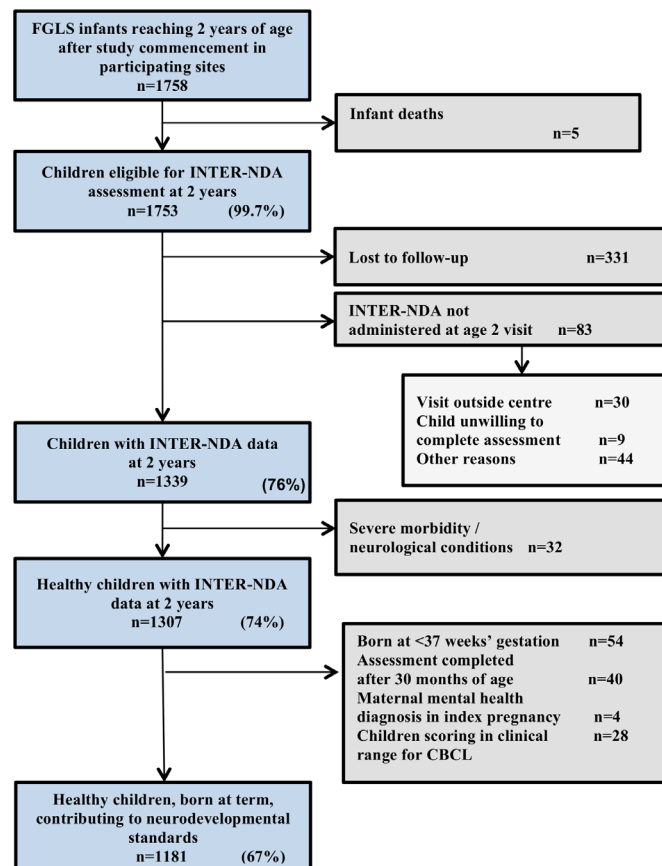 FGLS infants reaching 2 years of age
after study commencement in
participating sites
n=1758
Infant deaths
n=5
Children eligible for INTER-NDA
assessment at 2 years
n=1753 (99.7%)
Lost to follow-up n=331
INTER-NDA not
administered at age 2 visit n=83
Visit outside centre n=30
Child unwilling to
complete assessment n=9
Other reasons n=44
Children with INTER-NDA data
at 2 years
n=1339 (76%)
Severe morbidity /
neurological conditions n=32
Healthy children with INTER-NDA
data at 2 years
n=1307 (74%)
Born at <37 weeks’ gestation n=54
Assessment completed
after 30 months of age n=40
Maternal mental health
diagnosis in index pregnancy n=4
Children scoring in clinical n=28
range for CBCL
Healthy children, born at term,
contributing to neurodevelopmental
standards
n=1181 (67%)